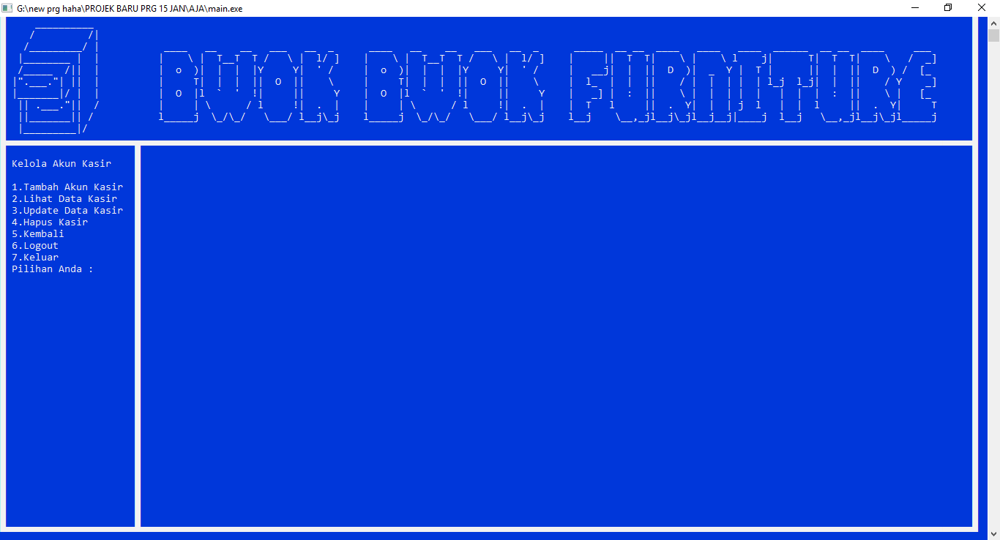 G:\new prg haha\PROJEK BARU PRG 15 JAN\AJA\main.exe
BWOK BWOK FURNITURE
Kelola Akun Kasir
1.Tambah Akun Kasir
2.Lihat Data Kasir
3.Update Data Kasir
4.Hapus Kasir
5.Kembali
6.Logout
7.Keluar
Pilihan Anda :